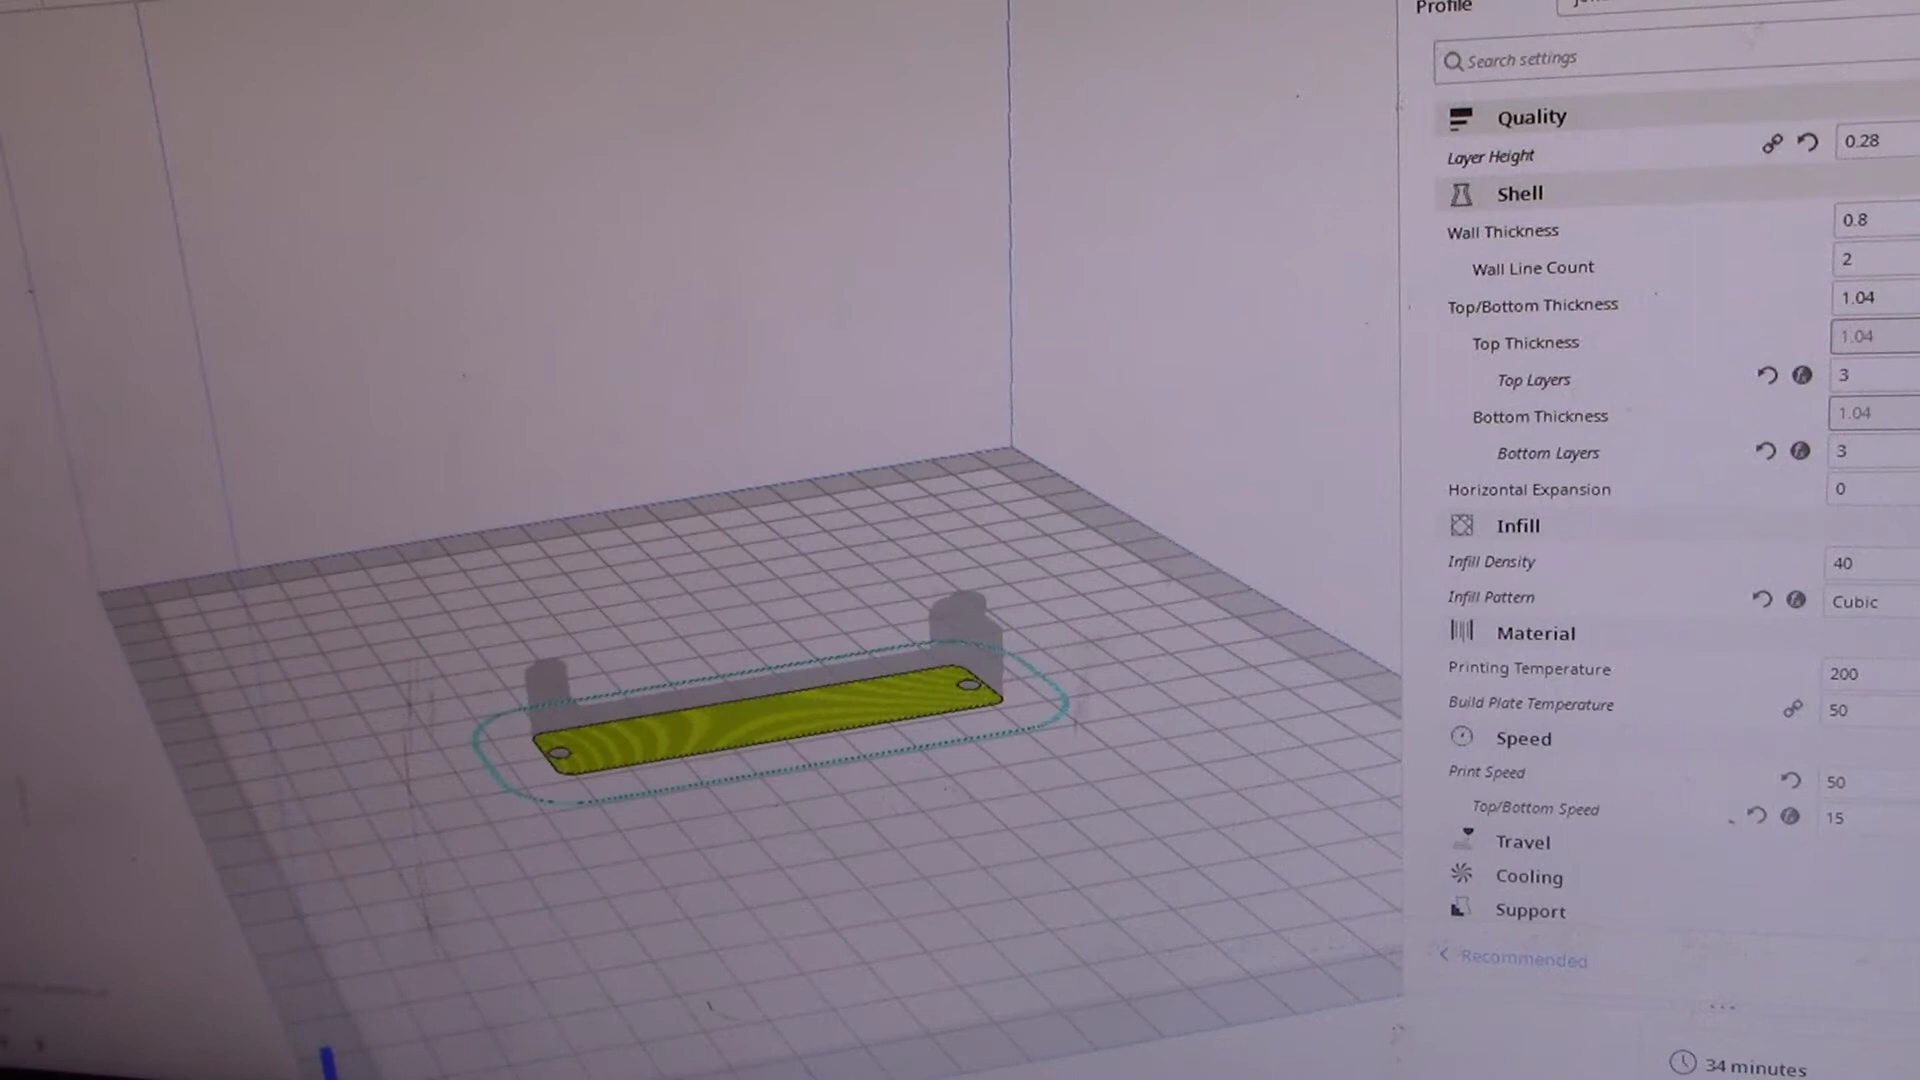 Profile
Search settings
Quality
Layer Height 0.28
Shell
Wall Thickness 0.8
Wall Line Count 2
Top/Bottom Thickness 1.04
Top Thickness 1.04
Top Layers 3
Bottom Thickness 1.04
Bottom Layers 3
Horizontal Expansion 0
Infill
Infill Density 40
Infill Pattern Cubic
Material
Printing Temperature 200
Build Plate Temperature 50
Speed
Print Speed 50
Top/Bottom Speed 15
Travel
Cooling
Support
Recommended
34 minutes